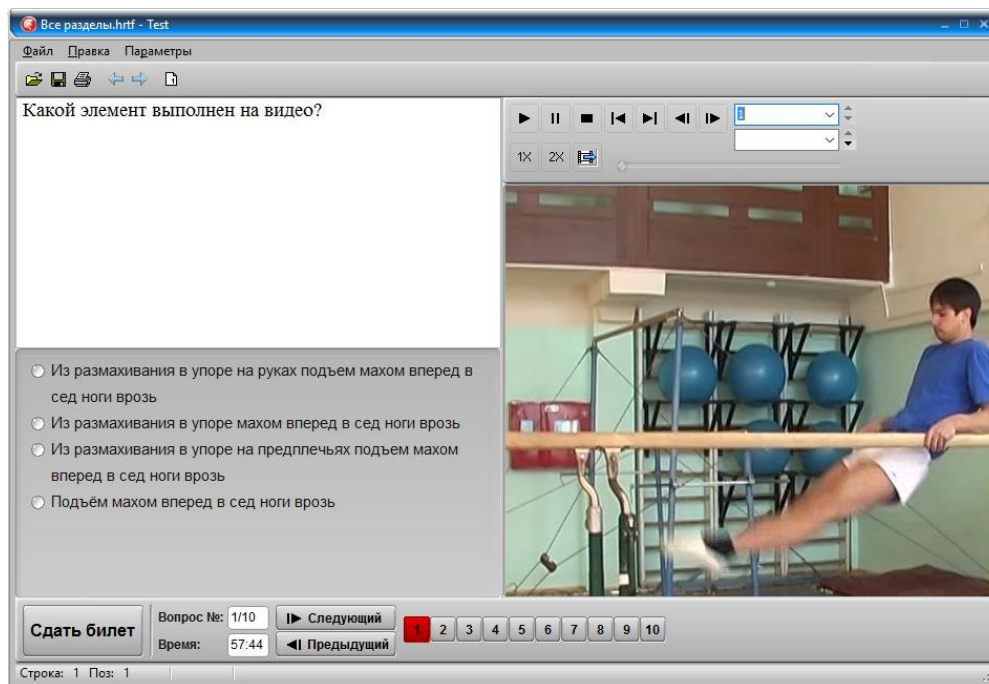 Все разделы.hrtf - Test
Файл Правка Параметры
Какой элемент выполнен на видео?
1
1X 2X
Из размахивания в упоре на руках подъем махом вперед в
сед ноги врозь
Из размахивания в упоре махом вперед в сед ноги врозь
Из размахивания в упоре на предплечьях подъем махом
вперед в сед ноги врозь
Подъём махом вперед в сед ноги врозь
Сдать билет
Вопрос №: 1/10
Следующий
Время: 57:44
Предыдущий
1 2 3 4 5 6 7 8 9 10
Строка: 1 Поз: 1